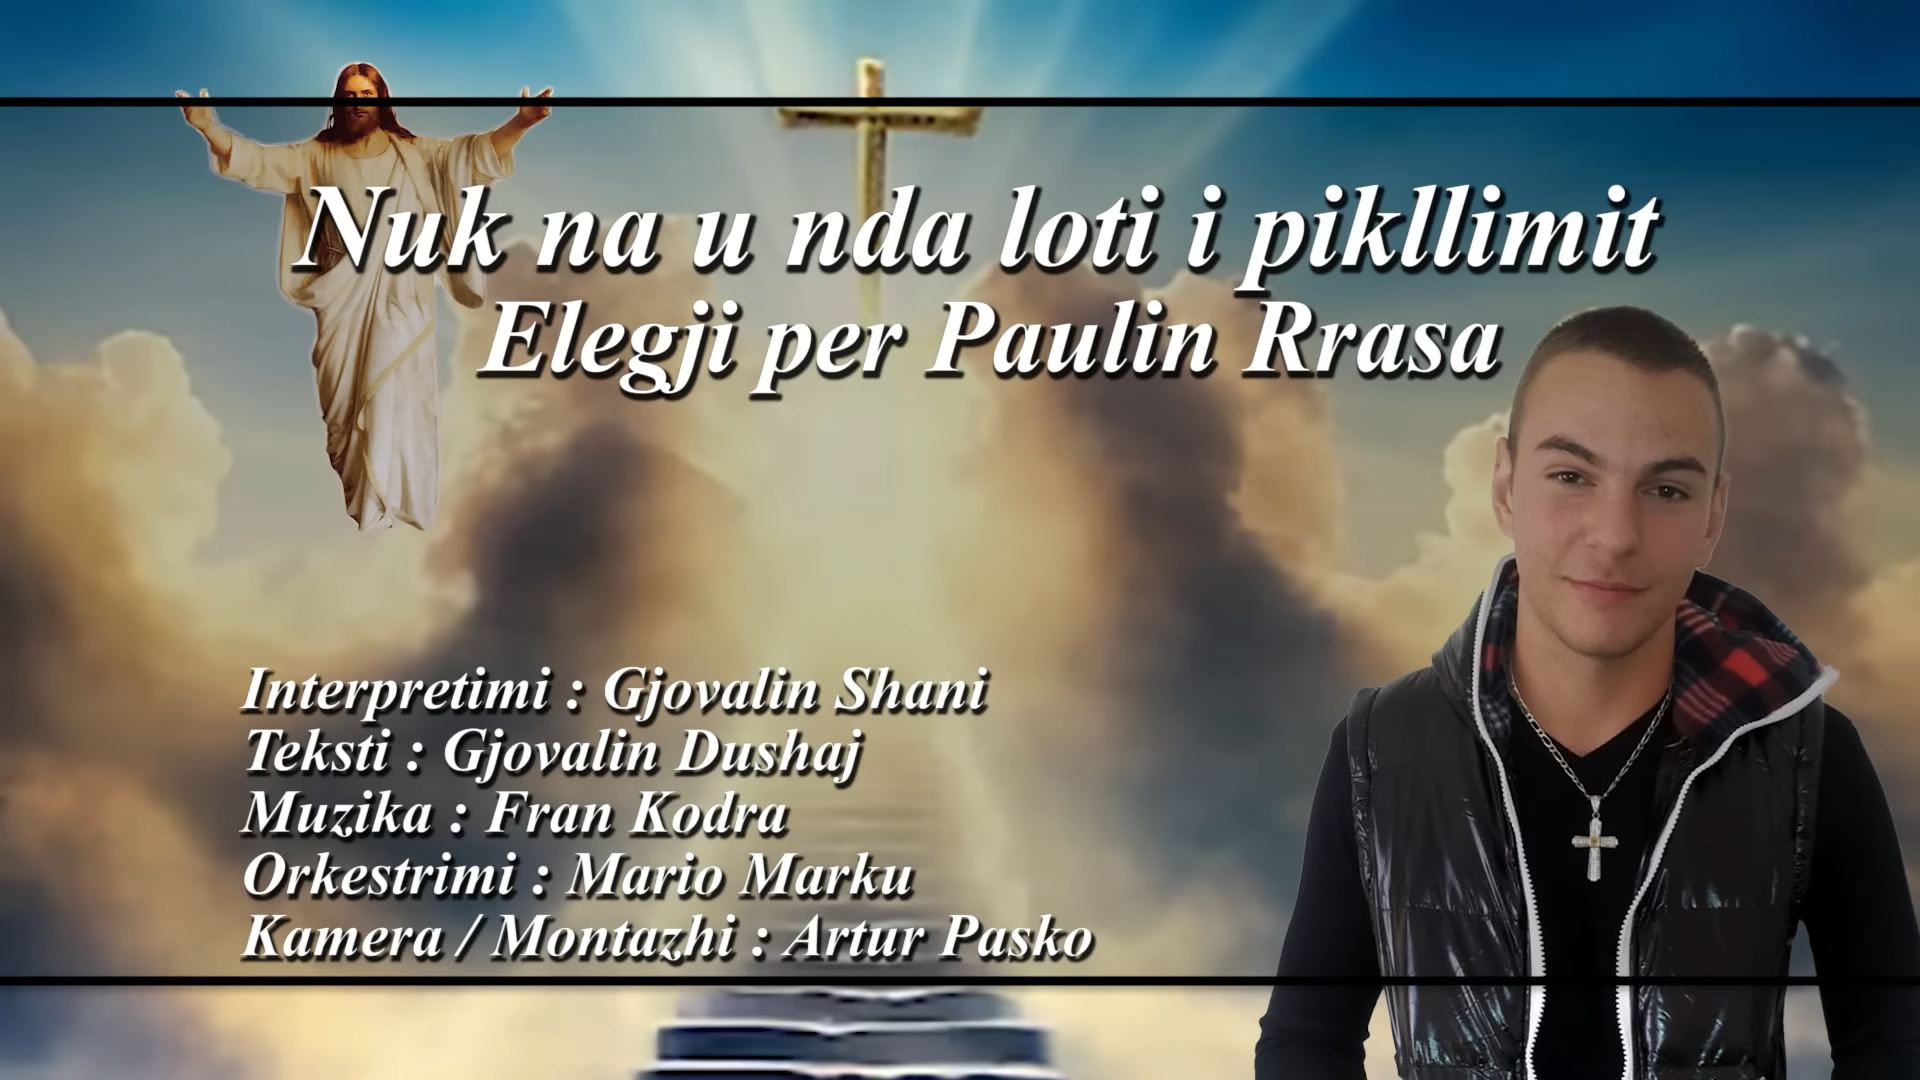 Nuk na u nda loti i pikllimit
Elegji per Paulin Rrasa
Interpretimi : Gjovalin Shani
Teksti : Gjovalin Dushaj
Muzika : Fran Kodra
Orkestrimi : Mario Marku
Kamera / Montazhi : Artur Pasko